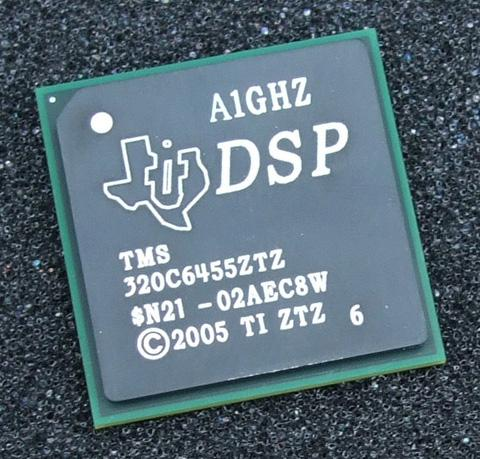 A1GHZ
DSP
TMS
320C6455ZTZ
$N21 -02AEC8W
©2005 TI ZTZ 6